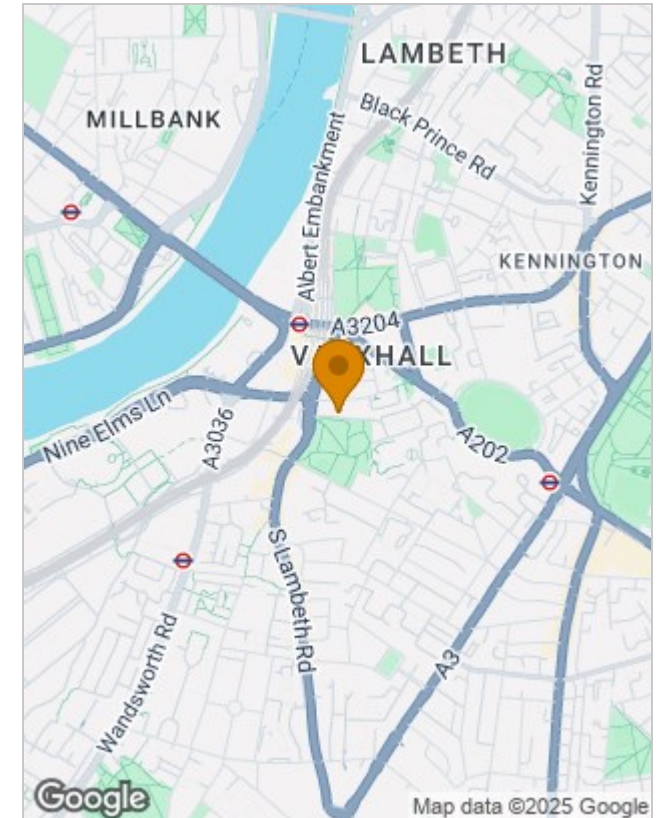 LAMBETH
MILLBANK
Black Prince Rd
Kennington Rd
Albert Embankment
KENNINGTON
A3204
VAUXHALL
Nine Elms Ln
A3036
A202
S Lambeth Rd
A3
Wandsworth Rd
Google
Map data ©2025 Google